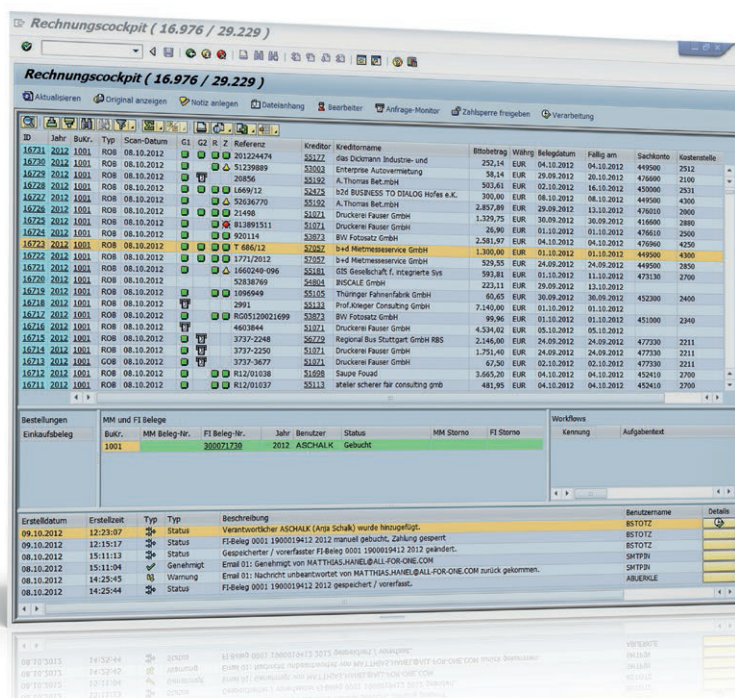 Rechnungscockpit ( 16.976 / 29.229 )
Rechnungscockpit ( 16.976 / 29.229 )
Aktualisieren Original anzeigen Notiz anlegen Dateianhang Bearbeiter Anfrage-Monitor Zahlsperre freigeben Verarbeitung
ID Jahr BuKr. Typ Scan-Datum G1 G2 R Z Referenz Kreditor Kreditorname Bttobetrag Währg Belegdatum Fällig am Sachkonto Kostenstelle
16731 2012 1001 ROB 08.10.2012 201224474 55177 das Dickmann Industrie- und 252,14 EUR 04.10.2012 04.10.2012 449500 2512
16730 2012 1001 ROB 08.10.2012 51239889 53003 Enterprise Autovermietung 58,14 EUR 29.09.2012 20.10.2012 476600 2100
16729 2012 1001 ROB 08.10.2012 20856 55192 A.Thomas Bet.mbH 503,61 EUR 02.10.2012 16.10.2012 450000 2531
16728 2012 1001 ROB 08.10.2012 L669/12 52475 b2d BUSINESS TO DIALOG Hofes e.K. 300,00 EUR 08.10.2012 08.10.2012 449500 4300
16727 2012 1001 ROB 08.10.2012 52636770 55192 A.Thomas Bet.mbH 2.857,89 EUR 29.09.2012 13.10.2012 476010 2000
16726 2012 1001 ROB 08.10.2012 21498 51071 Druckerei Fauser GmbH 1.329,75 EUR 30.09.2012 30.09.2012 416600 2880
16725 2012 1001 ROB 08.10.2012 813891511 51071 Druckerei Fauser GmbH 26,90 EUR 01.10.2012 01.10.2012 476610 2500
16724 2012 1001 ROB 08.10.2012 920114 53873 BW Fotosatz GmbH 2.581,97 EUR 04.10.2012 04.10.2012 476960 4250
16723 2012 1001 ROB 08.10.2012 T 686/12 57057 b+d Mietmesseservice GmbH 1.300,00 EUR 01.10.2012 01.10.2012 449500 4300
16722 2012 1001 ROB 08.10.2012 1771/2012 57057 b+d Mietmesseservice GmbH 529,55 EUR 24.09.2012 24.09.2012 449500 2850
16721 2012 1001 ROB 08.10.2012 1660240-096 55181 GIS Gesellschaft f. integrierte Sys 593,81 EUR 01.10.2012 11.10.2012 473130 2700
16720 2012 1001 ROB 08.10.2012 52838769 54804 INSCALE GmbH 223,11 EUR 29.09.2012 13.10.2012
16719 2012 1001 ROB 08.10.2012 1096949 55105 Thüringer Fahnenfabrik GmbH 60,65 EUR 30.09.2012 30.09.2012 452300 2400
16718 2012 1001 ROB 08.10.2012 2991 55133 Prof.Krieger Consulting GmbH 7.140,00 EUR 01.10.2012 01.10.2012
16717 2012 1001 ROB 08.10.2012 RG05120021699 53873 BW Fotosatz GmbH 99,96 EUR 01.10.2012 01.10.2012 451000 2340
16716 2012 1001 ROB 08.10.2012 4603844 51071 Druckerei Fauser GmbH 4.534,02 EUR 05.10.2012 05.10.2012
16715 2012 1001 ROB 08.10.2012 3737-2248 56779 Regional Bus Stuttgart GmbH RBS 2.146,00 EUR 24.09.2012 24.09.2012 477330 2211
16714 2012 1001 ROB 08.10.2012 3737-2250 51071 Druckerei Fauser GmbH 1.751,40 EUR 24.09.2012 24.09.2012 477330 2211
16713 2012 1001 GOB 08.10.2012 3737-3677 51071 Druckerei Fauser GmbH 67,50 EUR 02.10.2012 02.10.2012 477330 2211
16712 2012 1001 ROB 08.10.2012 R12/01038 51698 Saupe Fouad 3.665,20 EUR 04.10.2012 04.10.2012 452410 2700
16711 2012 1001 ROB 08.10.2012 R12/01037 55113 atelier scherer fair consulting gmb 481,95 EUR 04.10.2012 04.10.2012 452410 2700
Bestellungen MM und FI Belege Workflows
Einkaufsbeleg BuKr. MM Beleg-Nr. FI Beleg-Nr. Jahr Benutzer Status MM Storno FI Storno Kennung Aufgabentext
1001 300071730 2012 ASCHALK Gebucht
Erstelldatum Erstellzeit Typ Typ Beschreibung Benutzername Details
09.10.2012 12:23:07 Status Verantwortlicher ASCHALK (Anja Schalk) wurde hinzugefügt. BSTOTZ
09.10.2012 12:15:17 Status FI-Beleg 0001 1900019412 2012 manuel gebucht, Zahlung gesperrt BSTOTZ
08.10.2012 15:11:13 Status Gespeicherter / vorerfasster FI-Beleg 0001 1900019412 2012 geändert. BSTOTZ
08.10.2012 15:11:04 Genehmigt Email 01: Genehmigt von MATTHIAS.HANEL@ALL-FOR-ONE.COM SMTPIN
08.10.2012 14:25:45 Warnung Email 01: Nachricht unbeantwortet von MATTHIAS.HANEL@ALL-FOR-ONE.COM zurück gekommen. SMTPIN
08.10.2012 14:25:44 Status FI-Beleg 0001 1900019412 2012 gespeichert / vorerfasst. ABUERKLE